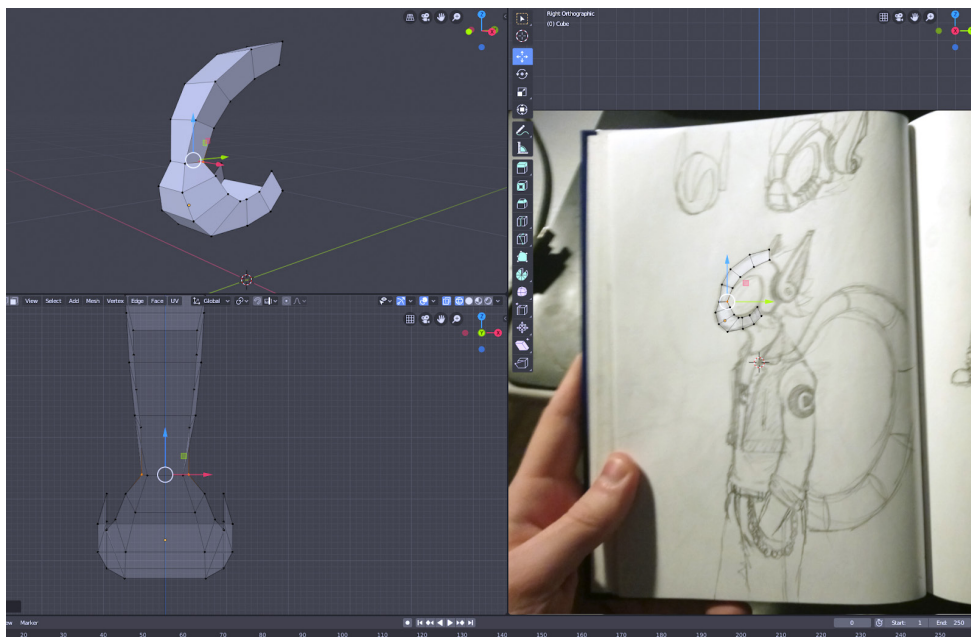 Right Orthographic
(0) Cube
View Select Add Mesh Vertex Edge Face UV Global
Marker
0 Start 1 End 250
20 30 40 50 60 70 80 90 100 110 120 130 140 150 160 170 180 190 200 210 220 230 240 250